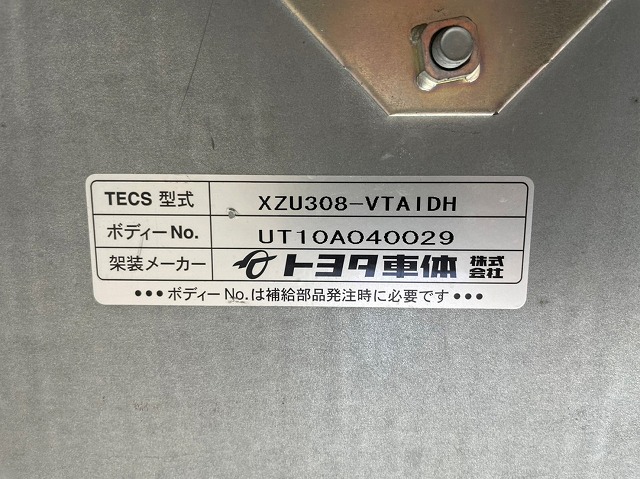 TECS 型式 XZU308-VTAIDH
ボディーNo. UT10A040029
架装メーカー トヨタ車体 株式会社
•••ボディーNo.は補給部品発注時に必要です•••